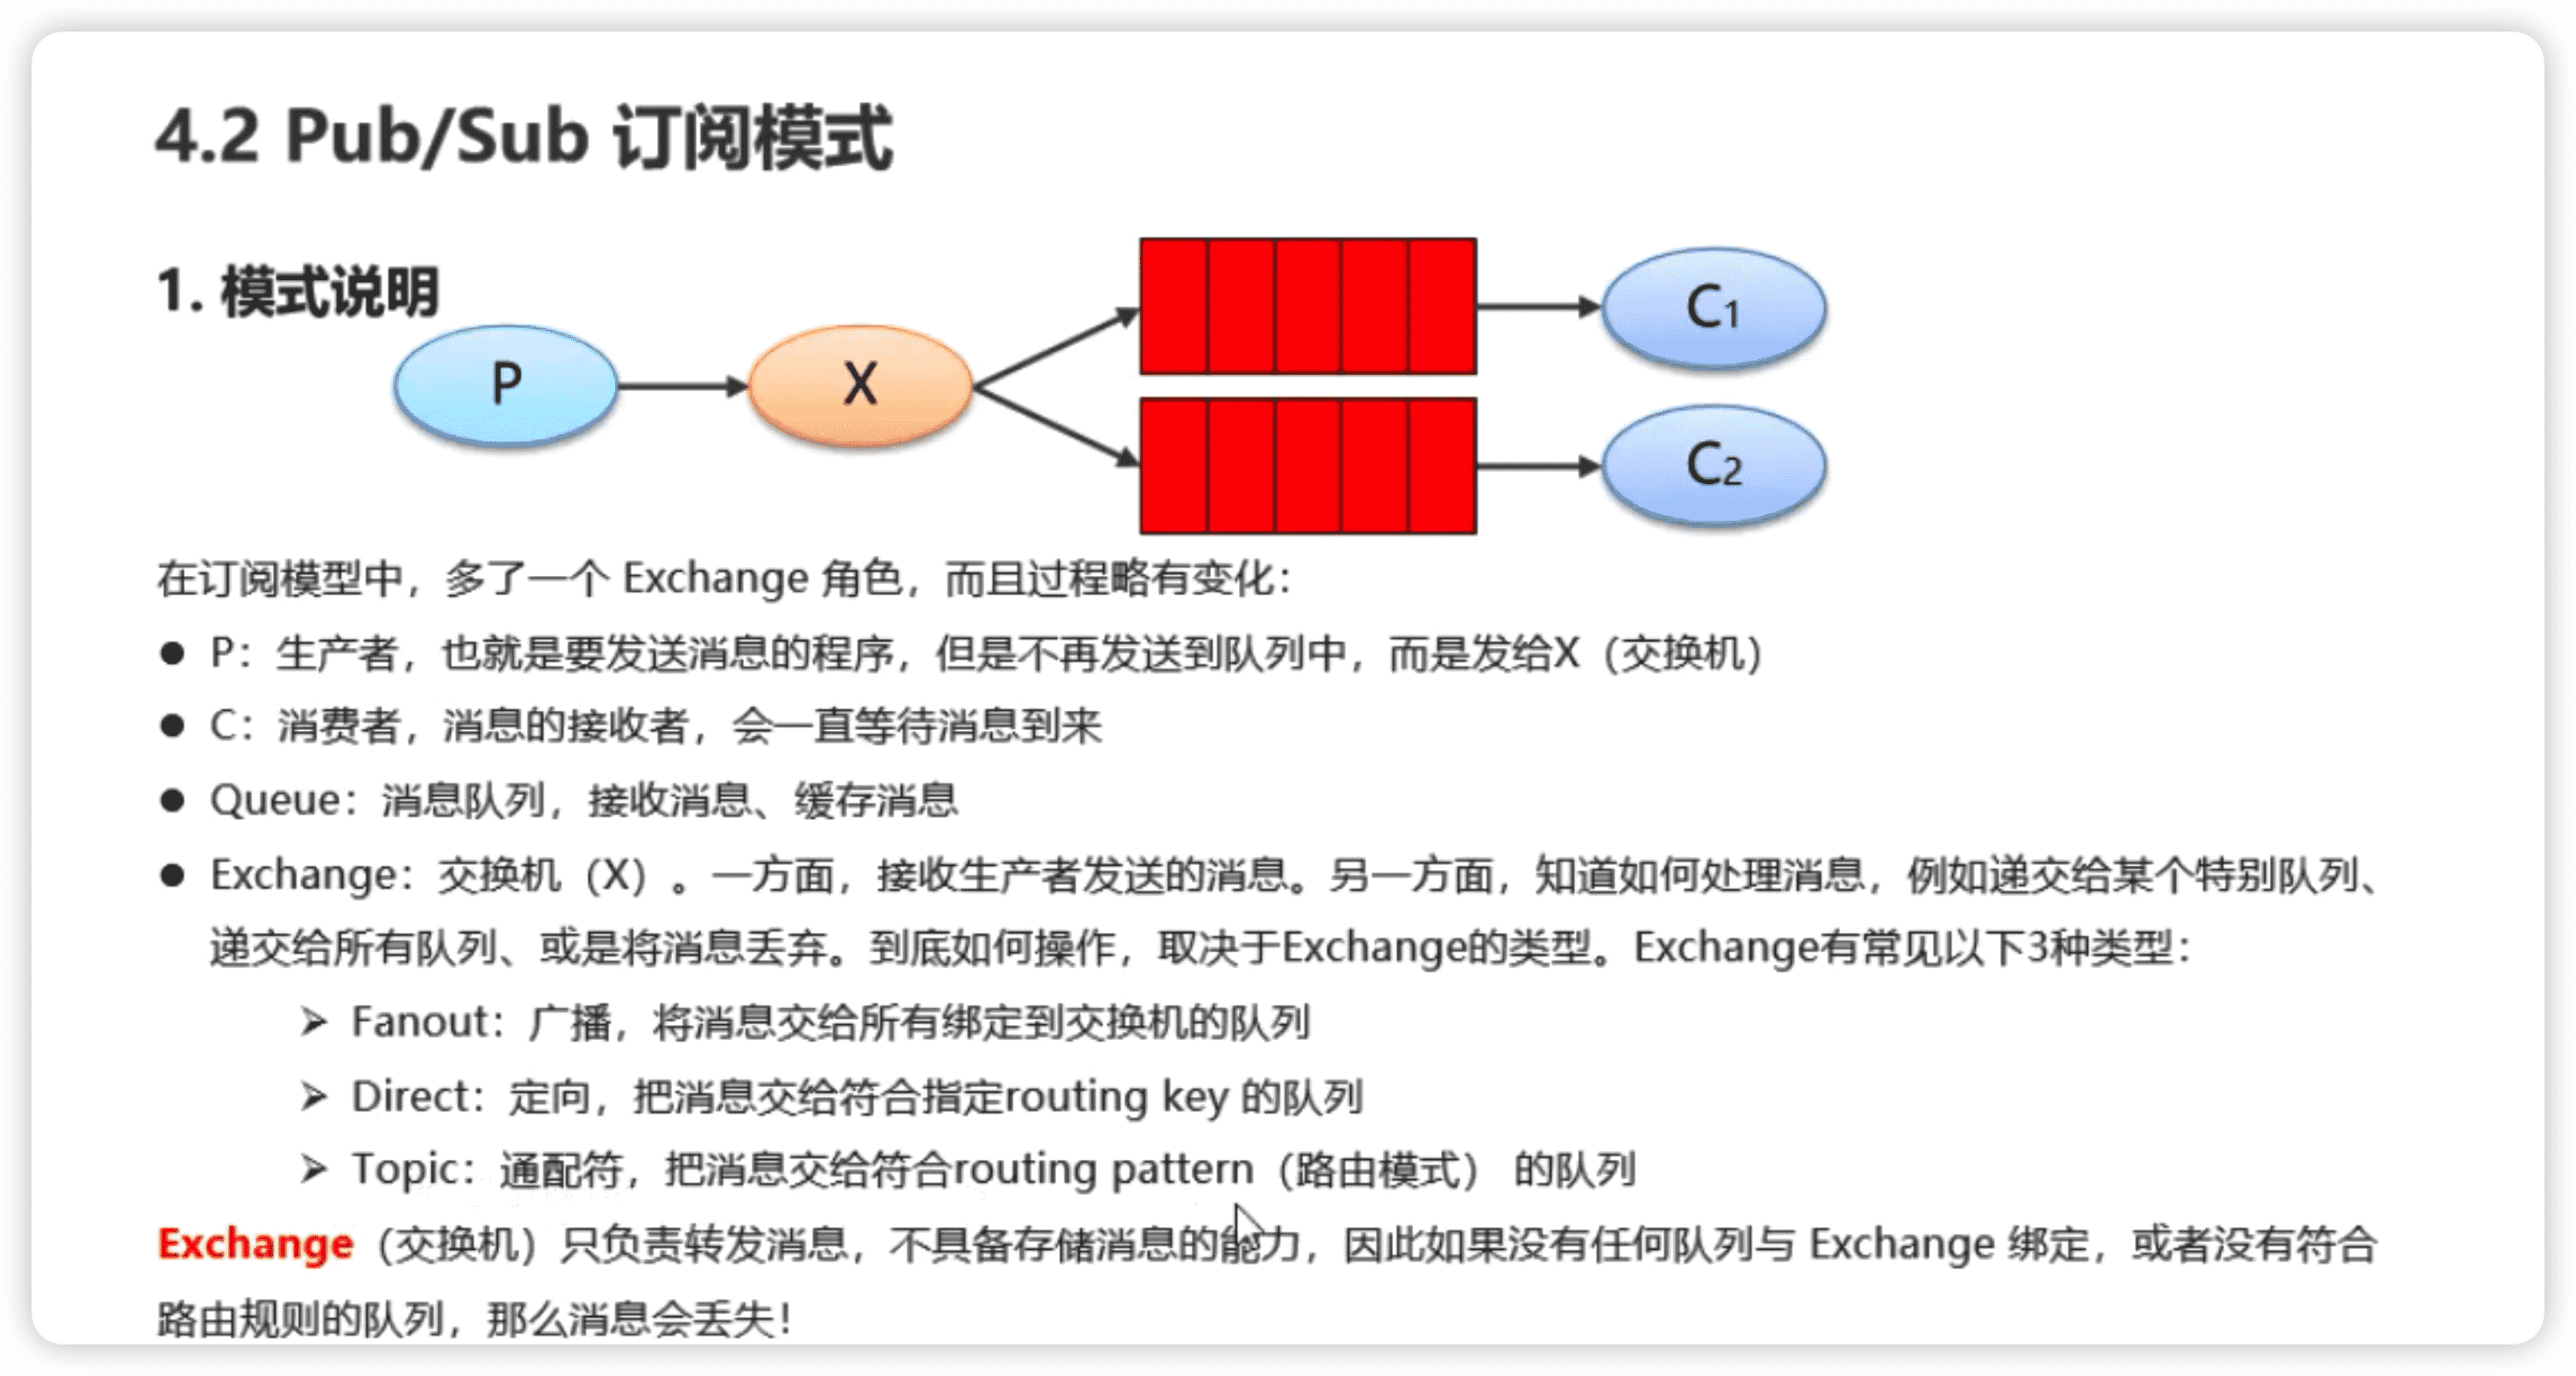 4.2 Pub/Sub 订阅模式
1. 模式说明
P
X
C1
C2
在订阅模型中，多了一个 Exchange 角色，而且过程略有变化：
● P：生产者，也就是要发送消息的程序，但是不再发送到队列中，而是发给X（交换机）
● C：消费者，消息的接收者，会一直等待消息到来
● Queue：消息队列，接收消息、缓存消息
● Exchange：交换机（X）。一方面，接收生产者发送的消息。另一方面，知道如何处理消息，例如递交给某个特别队列、
递交给所有队列、或是将消息丢弃。到底如何操作，取决于Exchange的类型。Exchange有常见以下3种类型：
➢ Fanout：广播，将消息交给所有绑定到交换机的队列
➢ Direct：定向，把消息交给符合指定routing key 的队列
➢ Topic：通配符，把消息交给符合routing pattern（路由模式） 的队列
Exchange（交换机）只负责转发消息，不具备存储消息的能力，因此如果没有任何队列与 Exchange 绑定，或者没有符合
路由规则的队列，那么消息会丢失！